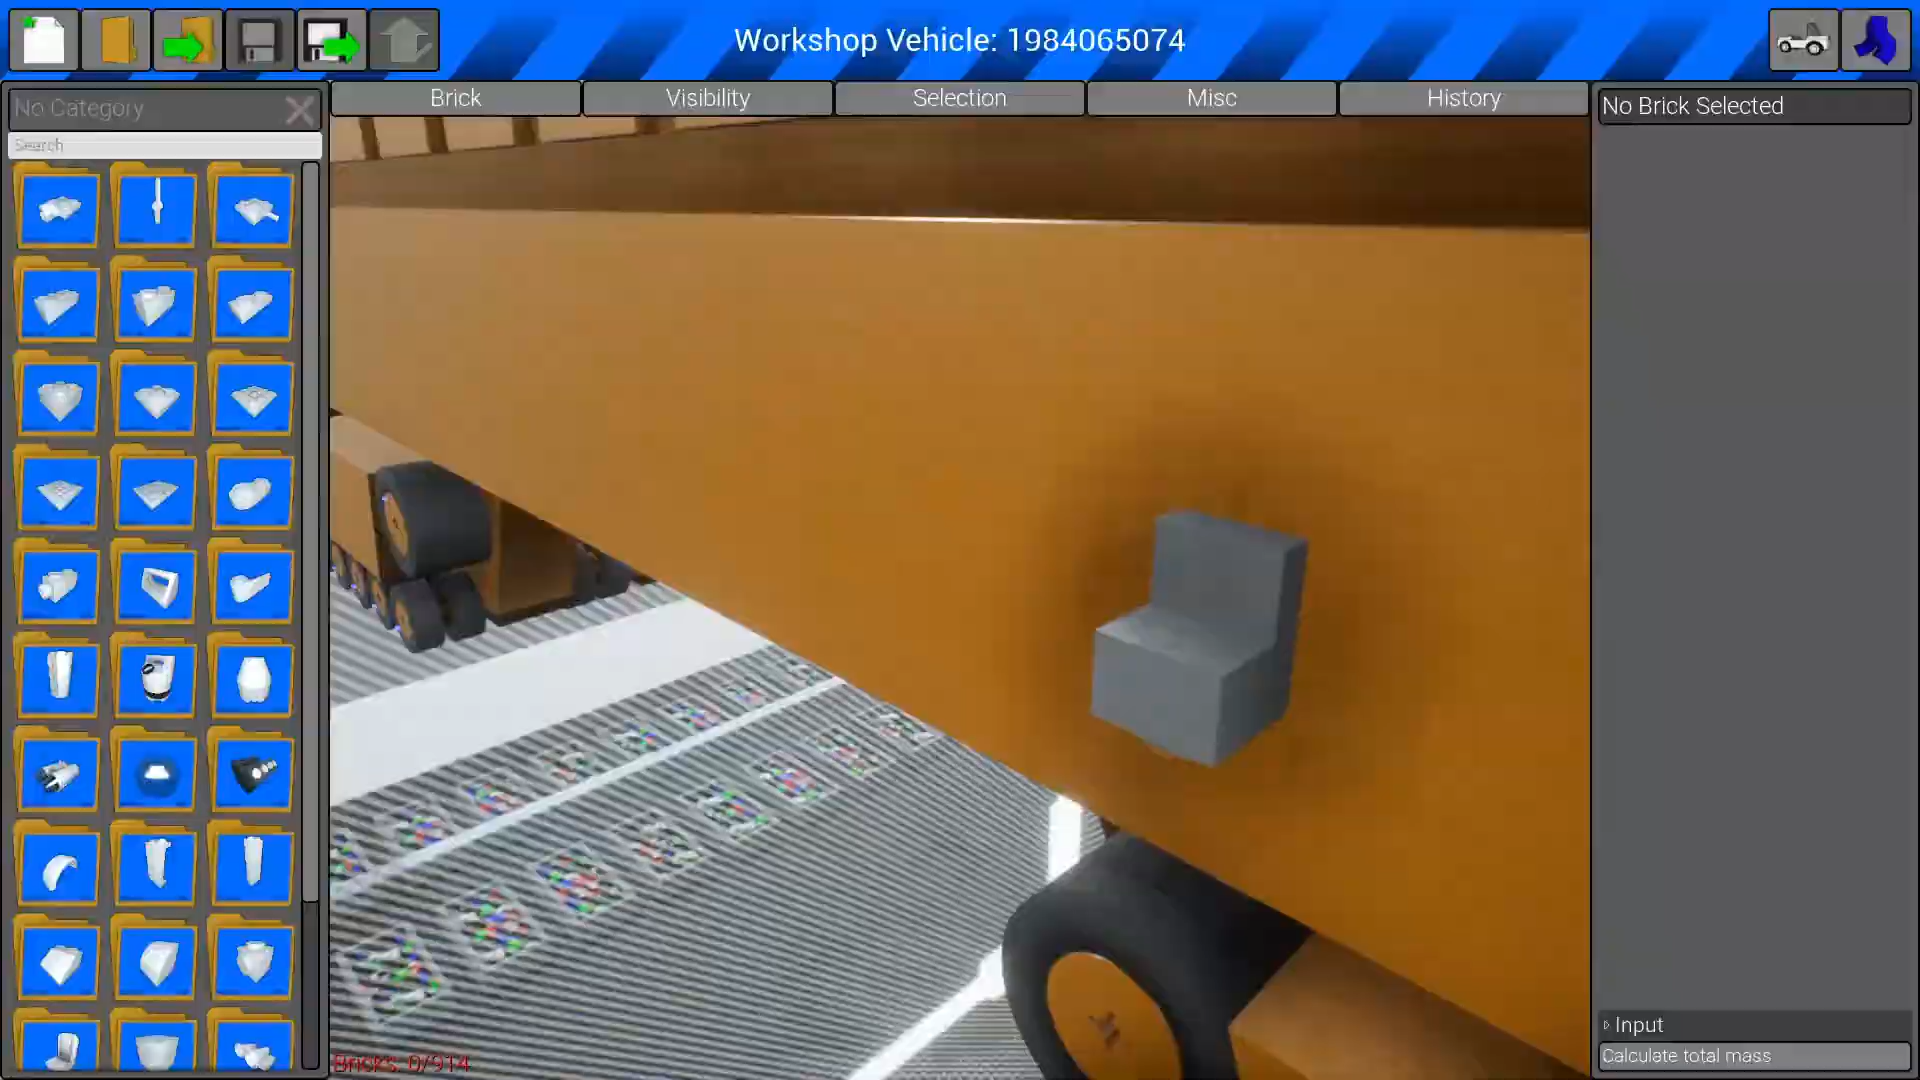 Workshop Vehicle: 1984065074
No Category
Search
Brick
Visibility
Selection
Misc
History
No Brick Selected
Bricks: 0/914
Input
Calculate total mass